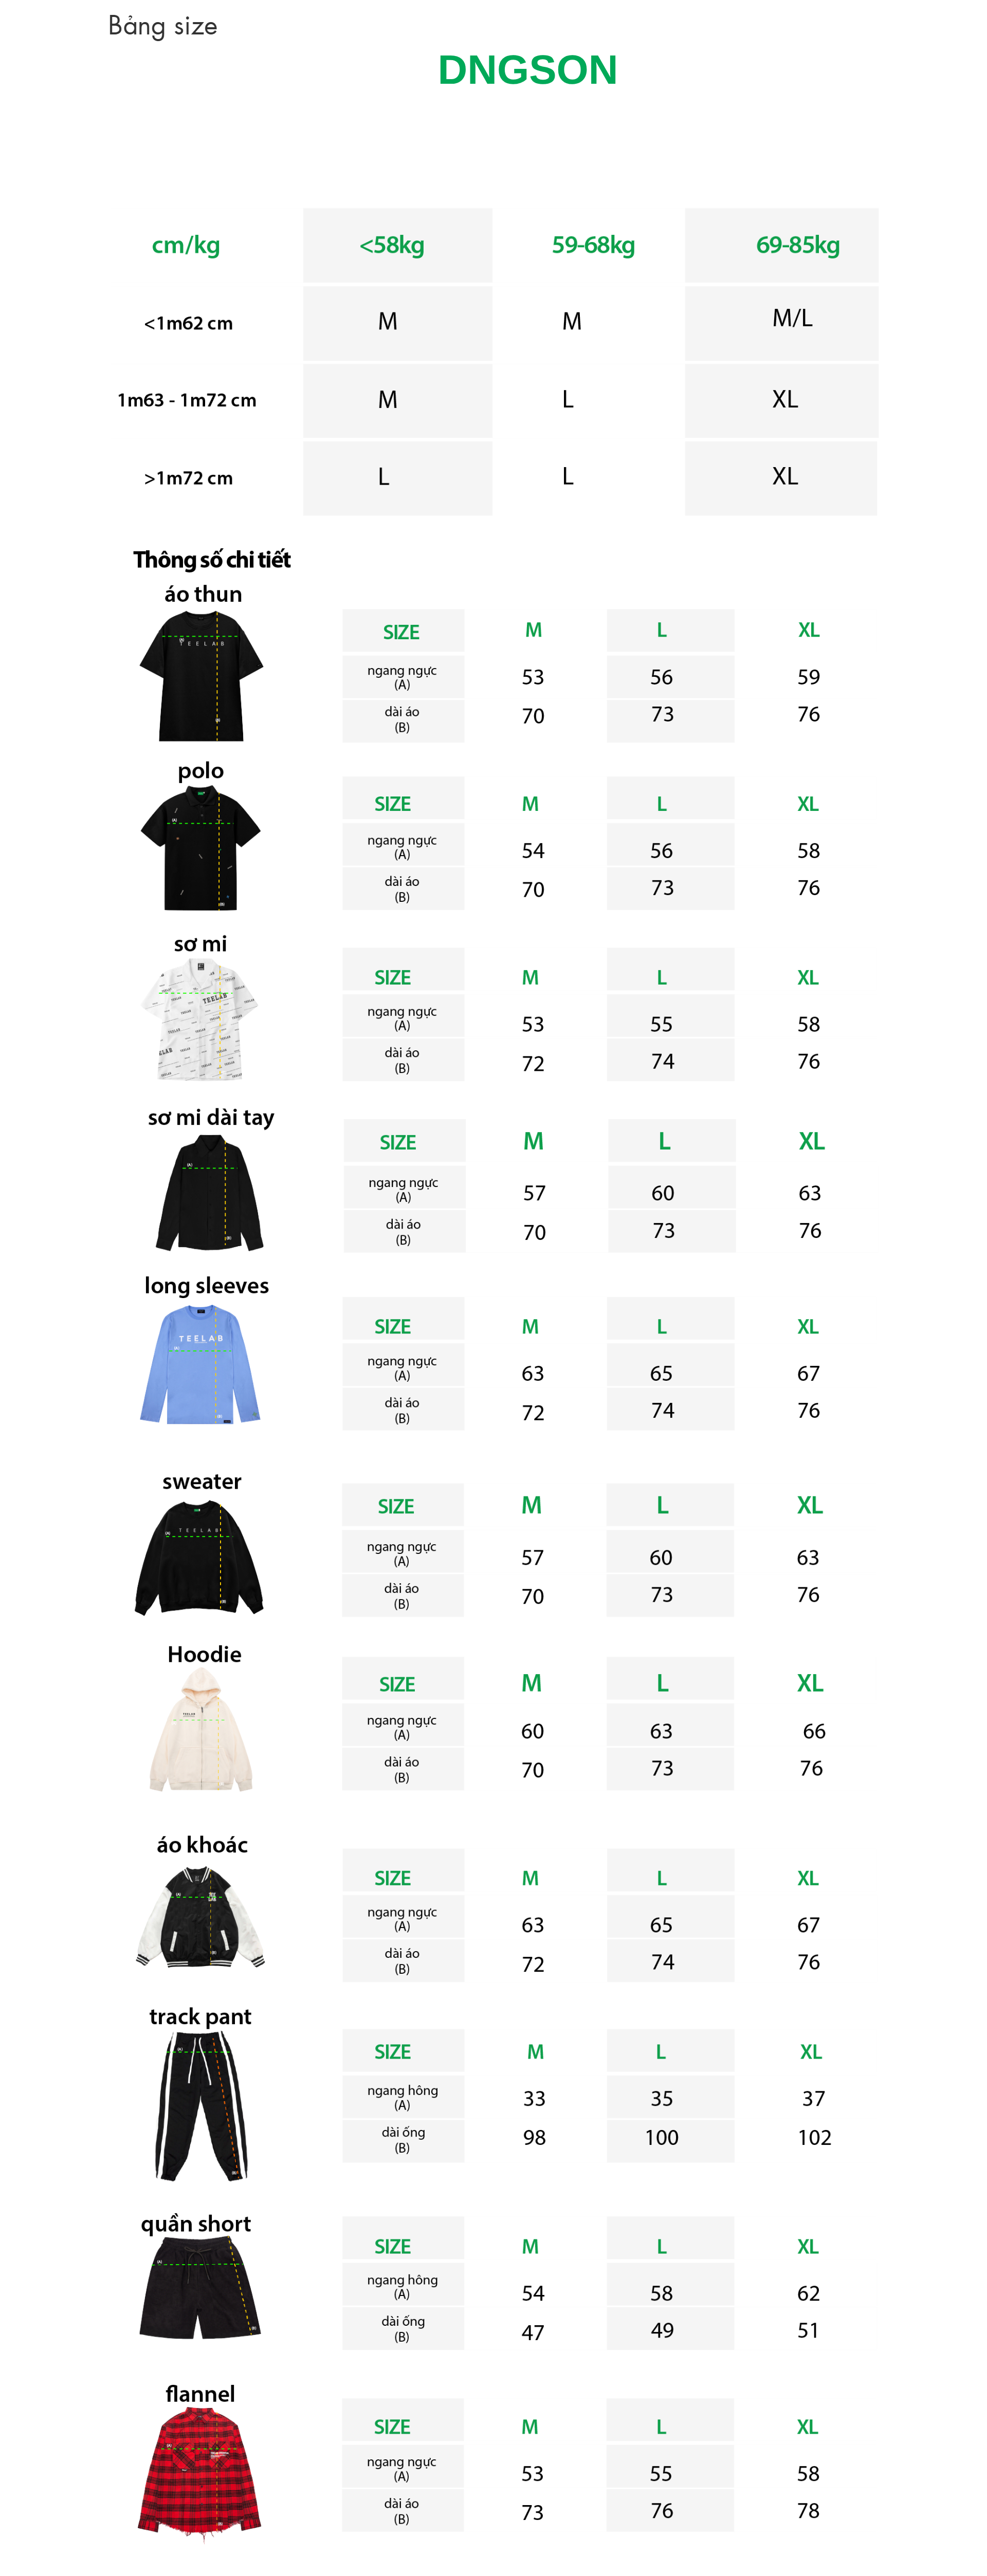 Bảng size
DNGSON
cm/kg <58kg 59-68kg 69-85kg
<1m62 cm M M M/L
1m63 - 1m72 cm M L XL
>1m72 cm L L XL
Thông số chi tiết
áo thun
TEELAB
SIZE M L XL
ngang ngực
(A) 53 56 59
dài áo
(B) 70 73 76
polo
(A)
(B)
SIZE M L XL
ngang ngực
(A) 54 56 58
dài áo
(B) 70 73 76
sơ mi
TEELAB
TEELAB
SIZE M L XL
ngang ngực
(A) 53 55 58
dài áo
(B) 72 74 76
sơ mi dài tay
(A)
(B)
SIZE M L XL
ngang ngực
(A) 57 60 63
dài áo
(B) 70 73 76
long sleeves
TEELAB
(A)
(B)
SIZE M L XL
ngang ngực
(A) 63 65 67
dài áo
(B) 72 74 76
sweater
TEELAB
(A)
(B)
SIZE M L XL
ngang ngực
(A) 57 60 63
dài áo
(B) 70 73 76
Hoodie
TEELAB
SIZE M L XL
ngang ngực
(A) 60 63 66
dài áo
(B) 70 73 76
áo khoác
(A)
(B)
SIZE M L XL
ngang ngực
(A) 63 65 67
dài áo
(B) 72 74 76
track pant
(A)
(B)
SIZE M L XL
ngang hông
(A) 33 35 37
dài ống
(B) 98 100 102
quần short
(A)
(B)
SIZE M L XL
ngang hông
(A) 54 58 62
dài ống
(B) 47 49 51
flannel
(A)
SIZE M L XL
ngang ngực
(A) 53 55 58
dài áo
(B) 73 76 78